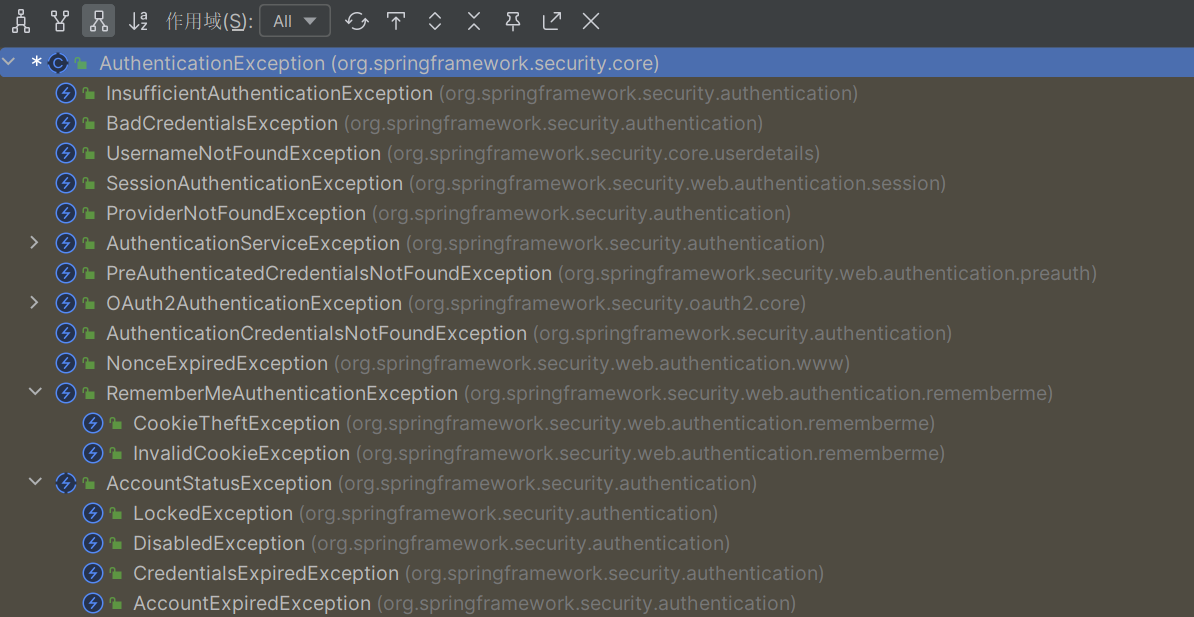 作用域(S): All
* AuthenticationException (org.springframework.security.core)
InsufficientAuthenticationException (org.springframework.security.authentication)
BadCredentialsException (org.springframework.security.authentication)
UsernameNotFoundException (org.springframework.security.core.userdetails)
SessionAuthenticationException (org.springframework.security.web.authentication.session)
ProviderNotFoundException (org.springframework.security.authentication)
AuthenticationServiceException (org.springframework.security.authentication)
PreAuthenticatedCredentialsNotFoundException (org.springframework.security.web.authentication.preauth)
OAuth2AuthenticationException (org.springframework.security.oauth2.core)
AuthenticationCredentialsNotFoundException (org.springframework.security.authentication)
NonceExpiredException (org.springframework.security.web.authentication.www)
RememberMeAuthenticationException (org.springframework.security.web.authentication.rememberme)
CookieTheftException (org.springframework.security.web.authentication.rememberme)
InvalidCookieException (org.springframework.security.web.authentication.rememberme)
AccountStatusException (org.springframework.security.authentication)
LockedException (org.springframework.security.authentication)
DisabledException (org.springframework.security.authentication)
CredentialsExpiredException (org.springframework.security.authentication)
AccountExpiredException (org.springframework.security.authentication)